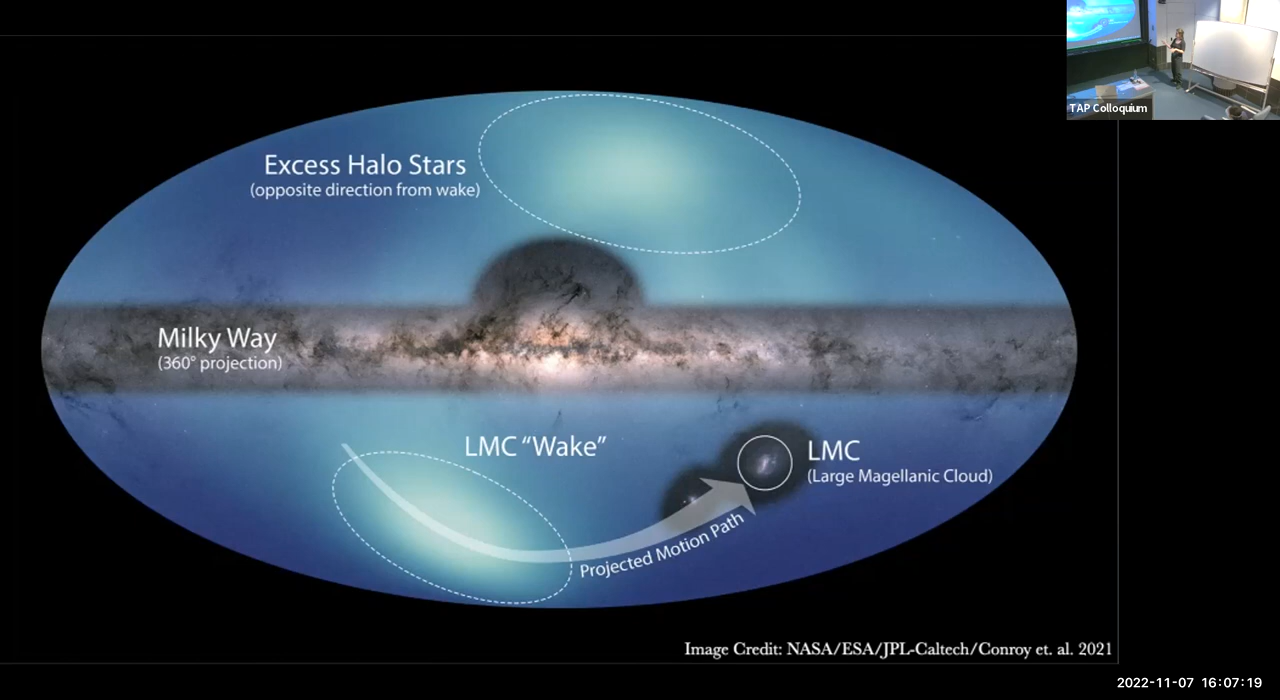 TAP Colloquium
Excess Halo Stars
(opposite direction from wake)
Milky Way
(360° projection)
LMC “Wake”
LMC
(Large Magellanic Cloud)
Projected Motion Path
Image Credit: NASA/ESA/JPL-Caltech/Conroy et. al. 2021
2022-11-07 16:07:19